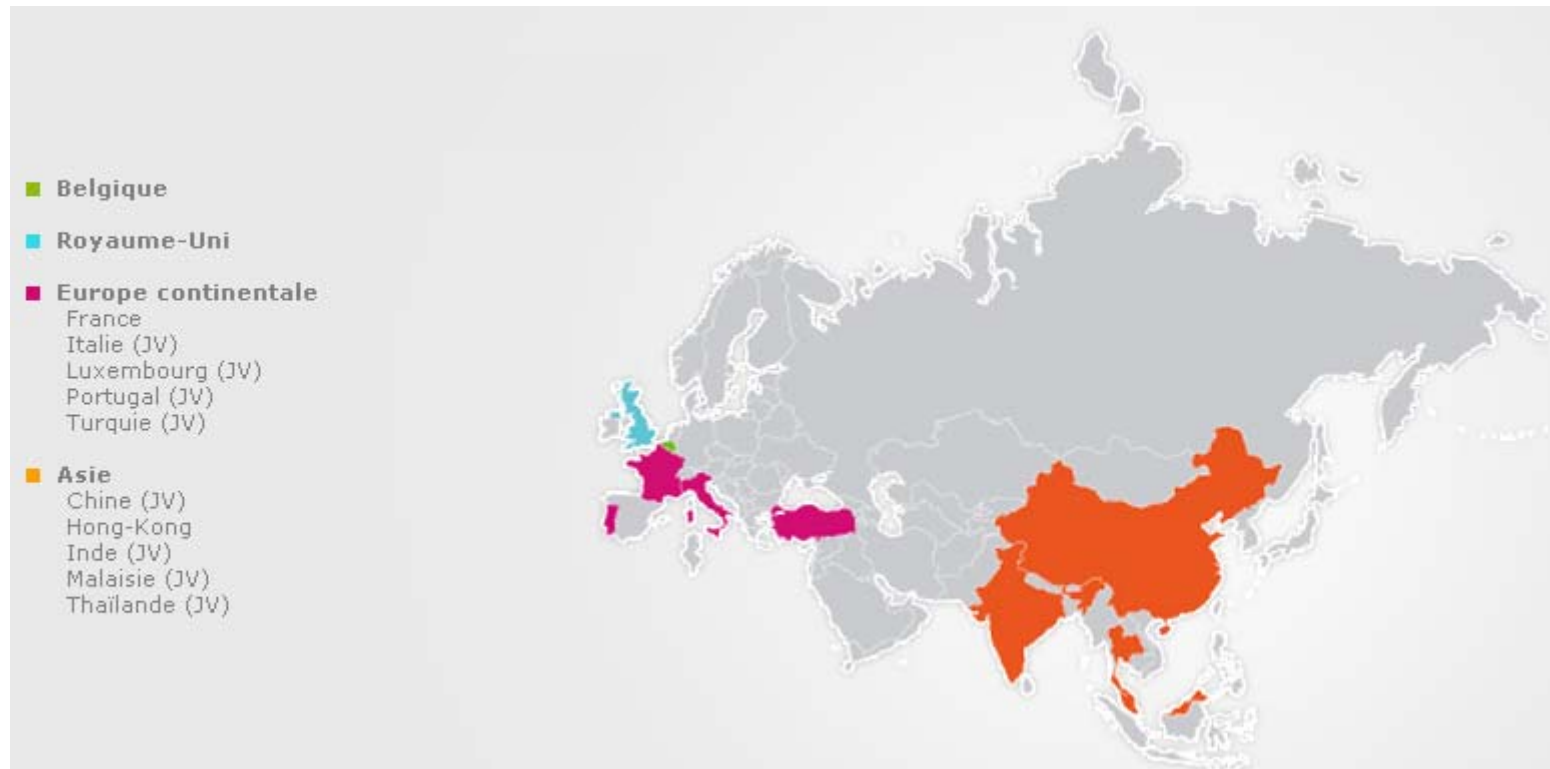 Belgique
Royaume-Uni
Europe continentale
France
Italie (JV)
Luxembourg (JV)
Portugal (JV)
Turquie (JV)
Asie
Chine (JV)
Hong-Kong
Inde (JV)
Malaisie (JV)
Thaïlande (JV)